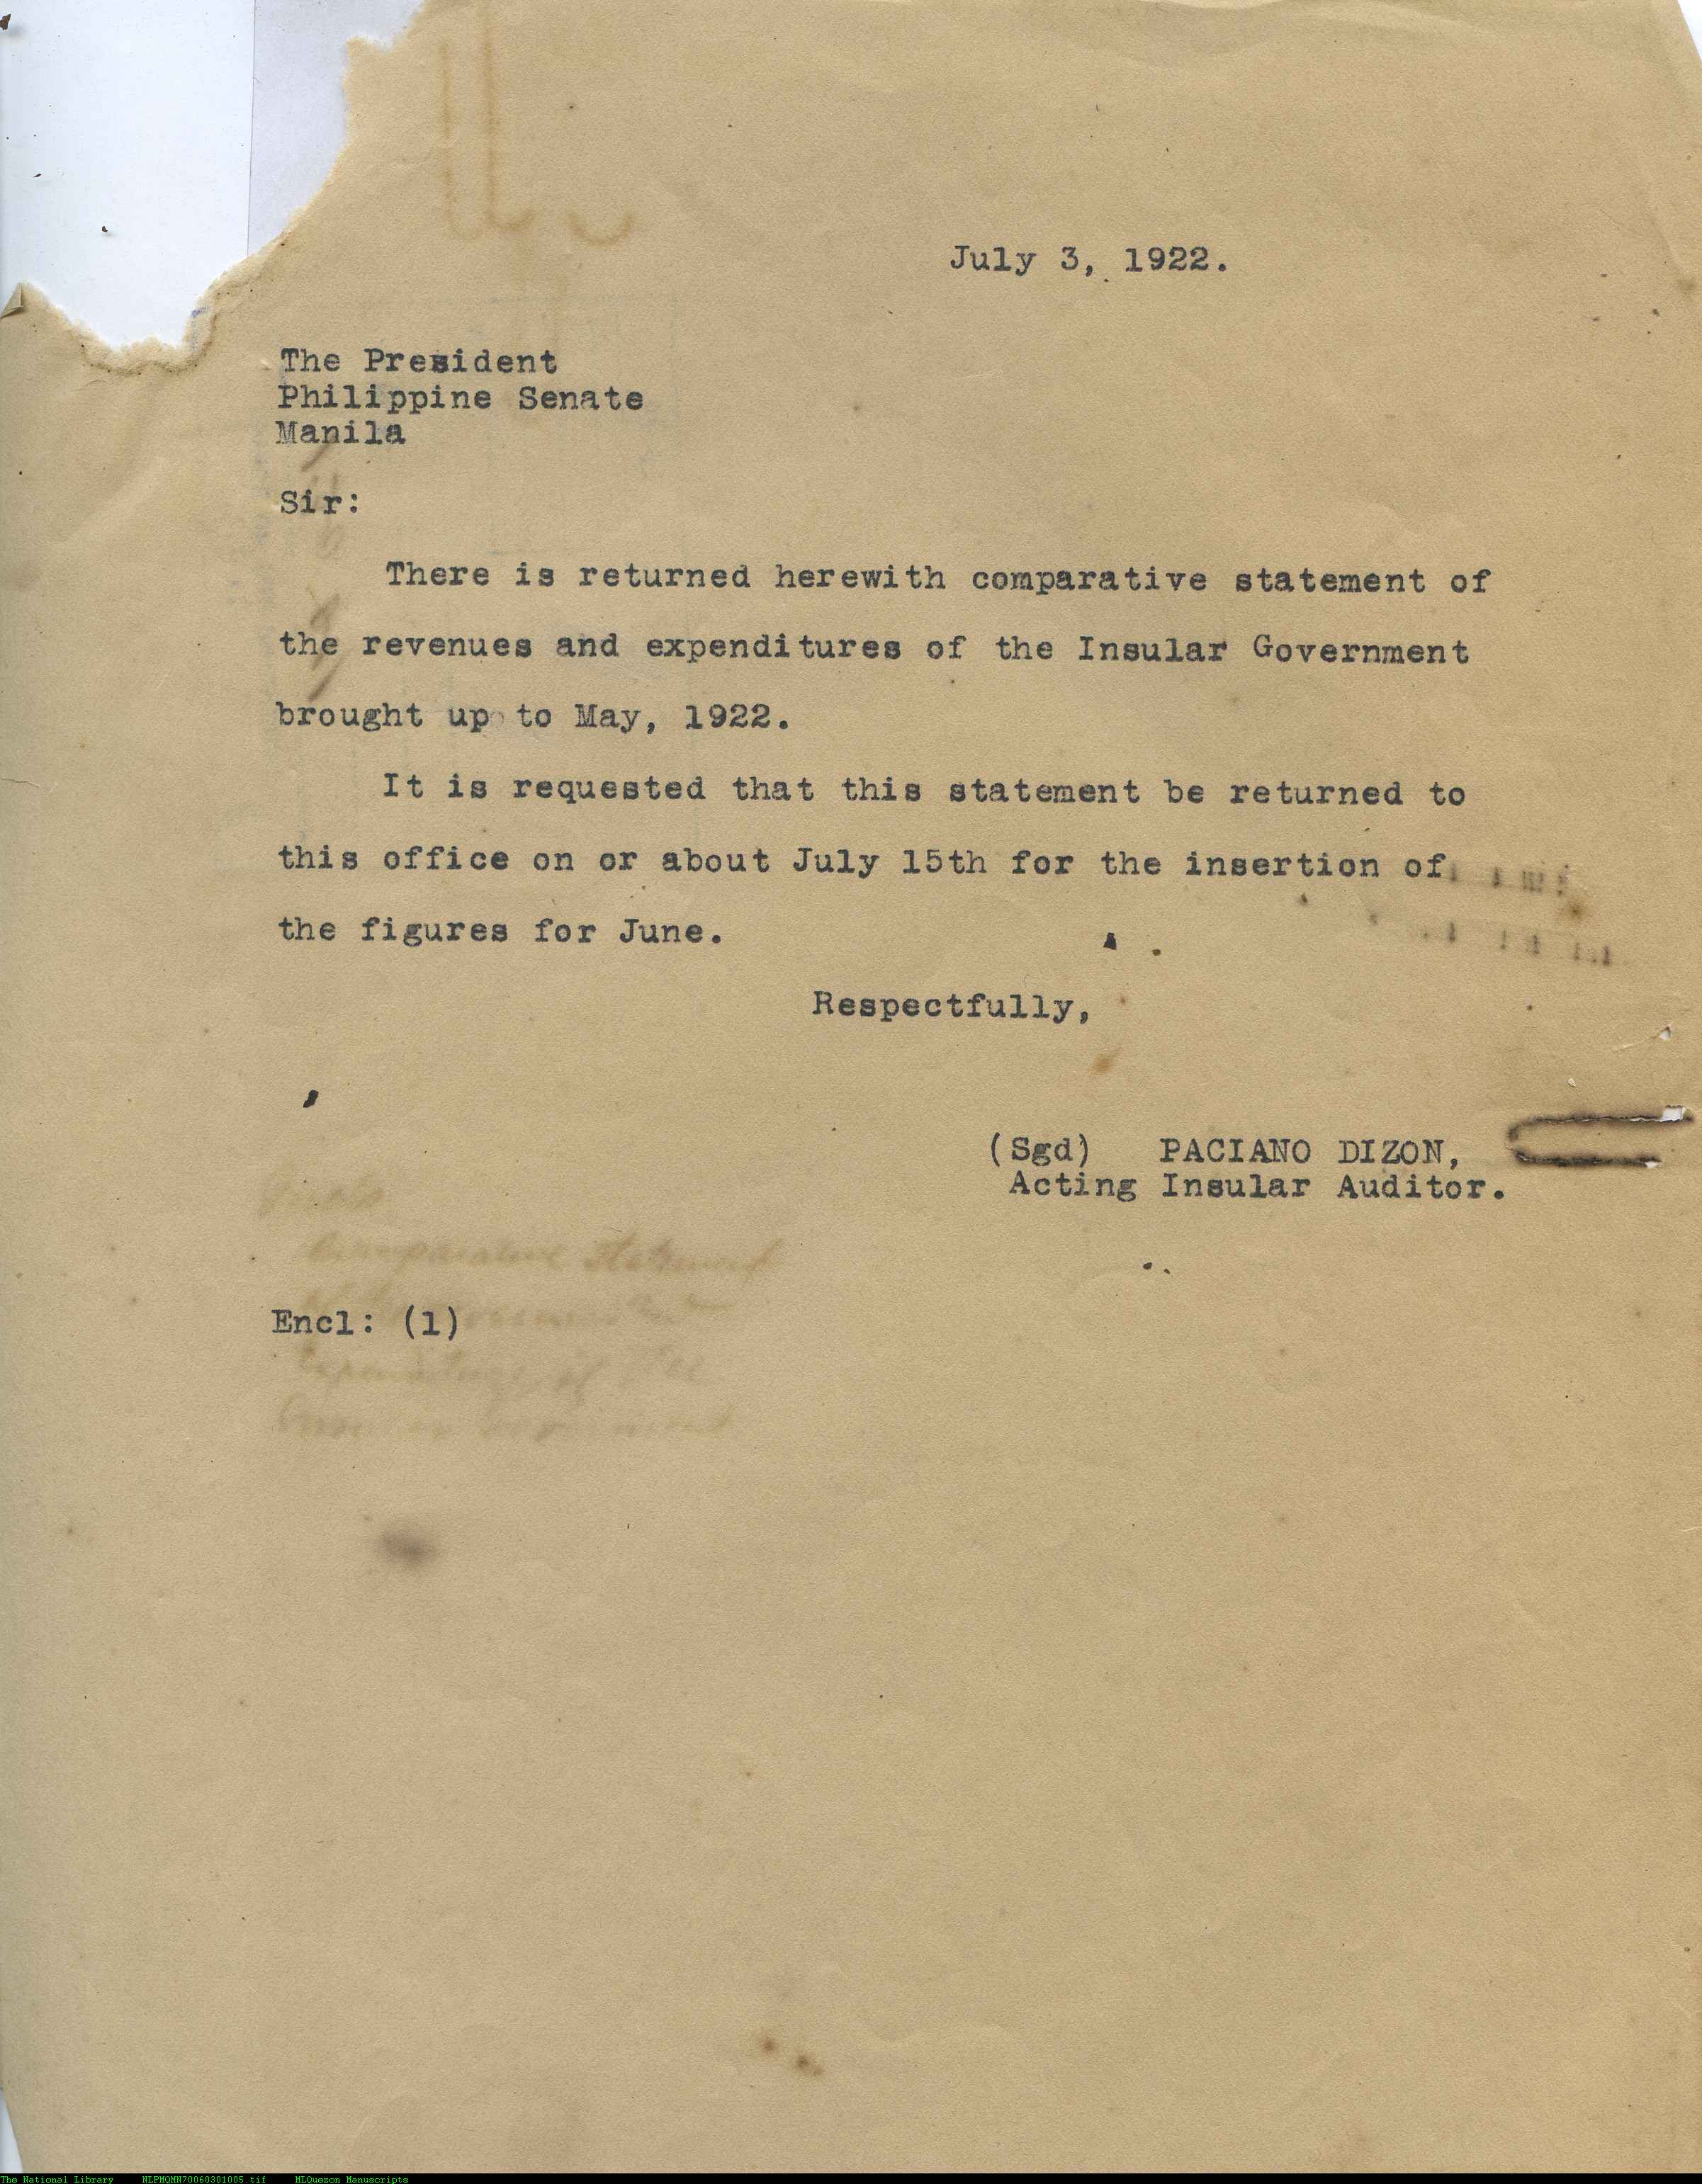 July 3, 1922.
The President
Philippine Senate
Manila
Sir:
There is returned herewith comparative statement of
the revenues and expenditures of the Insular Government
brought up to May, 1922.
It is requested that this statement be returned to
this office on or about July 15th for the insertion of
the figures for June.
Respectfully,
(Sgd) PACIANO DIZON,
Acting Insular Auditor.
Comparative statement
Encl: (1)
The National Library NLPMQMN70060301005.tif MLQuezon Manuscripts